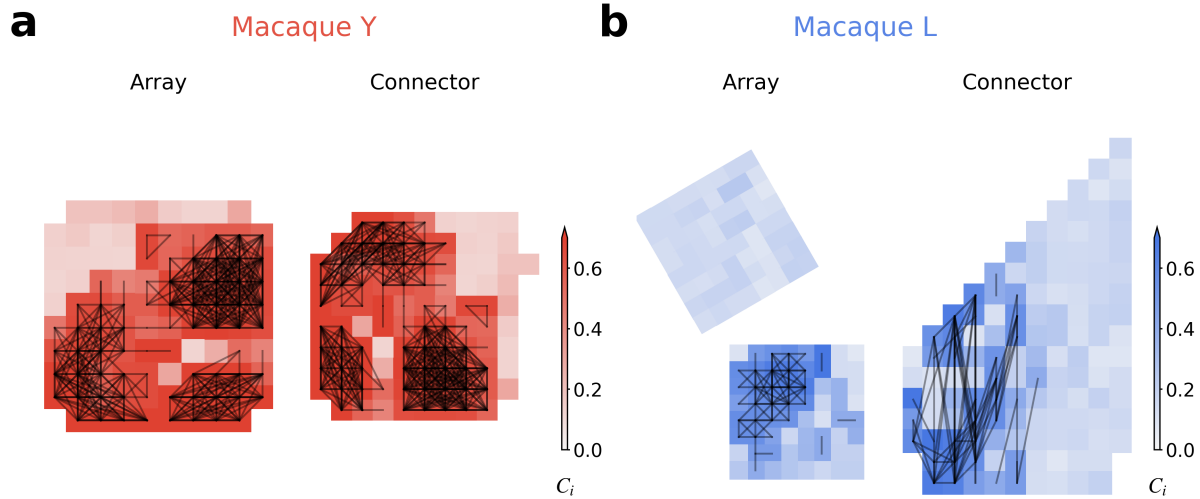 a
Macaque Y
b
Macaque L
Array
Connector
Array
Connector
0.6
0.4
0.2
0.0
C_i
0.6
0.4
0.2
0.0
C_i